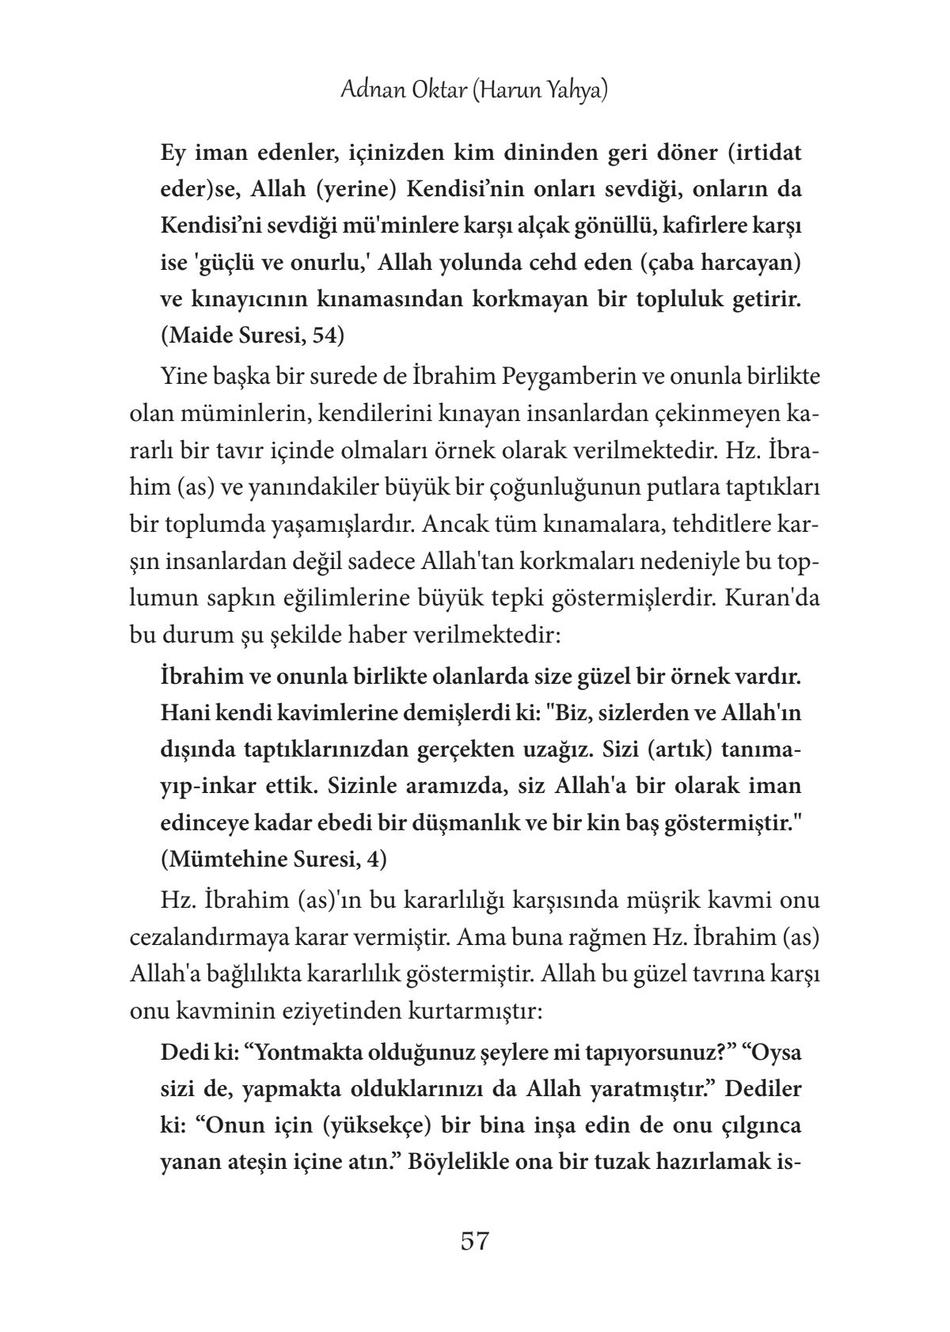 Adnan Oktar (Harun Yahya)
Ey iman edenler, içinizden kim dininden geri döner (irtidat
eder)se, Allah (yerine) Kendisi’nin onları sevdiği, onların da
Kendisi’ni sevdiği mü'minlere karşı alçak gönüllü, kafirlere karşı
ise 'güçlü ve onurlu,' Allah yolunda cehd eden (çaba harcayan)
ve kınayıcının kınamasından korkmayan bir topluluk getirir.
(Maide Suresi, 54)
Yine başka bir surede de İbrahim Peygamberin ve onunla birlikte
olan müminlerin, kendilerini kınayan insanlardan çekinmeyen ka-
rarlı bir tavır içinde olmaları örnek olarak verilmektedir. Hz. İbra-
him (as) ve yanındakiler büyük bir çoğunluğunun putlara taptıkları
bir toplumda yaşamışlardır. Ancak tüm kınamalara, tehditlere kar-
şın insanlardan değil sadece Allah'tan korkmaları nedeniyle bu top-
lumun sapkın eğilimlerine büyük tepki göstermişlerdir. Kuran'da
bu durum şu şekilde haber verilmektedir:
İbrahim ve onunla birlikte olanlarda size güzel bir örnek vardır.
Hani kendi kavimlerine demişlerdi ki: "Biz, sizlerden ve Allah'ın
dışında taptıklarınızdan gerçekten uzağız. Sizi (artık) tanıma-
yıp-inkar ettik. Sizinle aramızda, siz Allah'a bir olarak iman
edinceye kadar ebedi bir düşmanlık ve bir kin baş göstermiştir."
(Mümtehine Suresi, 4)
Hz. İbrahim (as)'ın bu kararlılığı karşısında müşrik kavmi onu
cezalandırmaya karar vermiştir. Ama buna rağmen Hz. İbrahim (as)
Allah'a bağlılıkta kararlılık göstermiştir. Allah bu güzel tavrına karşı
onu kavminin eziyetinden kurtarmıştır:
Dedi ki: “Yontmakta olduğunuz şeylere mi tapıyorsunuz?” “Oysa
sizi de, yapmakta olduklarınızı da Allah yaratmıştır.” Dediler
ki: “Onun için (yüksekçe) bir bina inşa edin de onu çılgınca
yanan ateşin içine atın.” Böylelikle ona bir tuzak hazırlamak is-
57